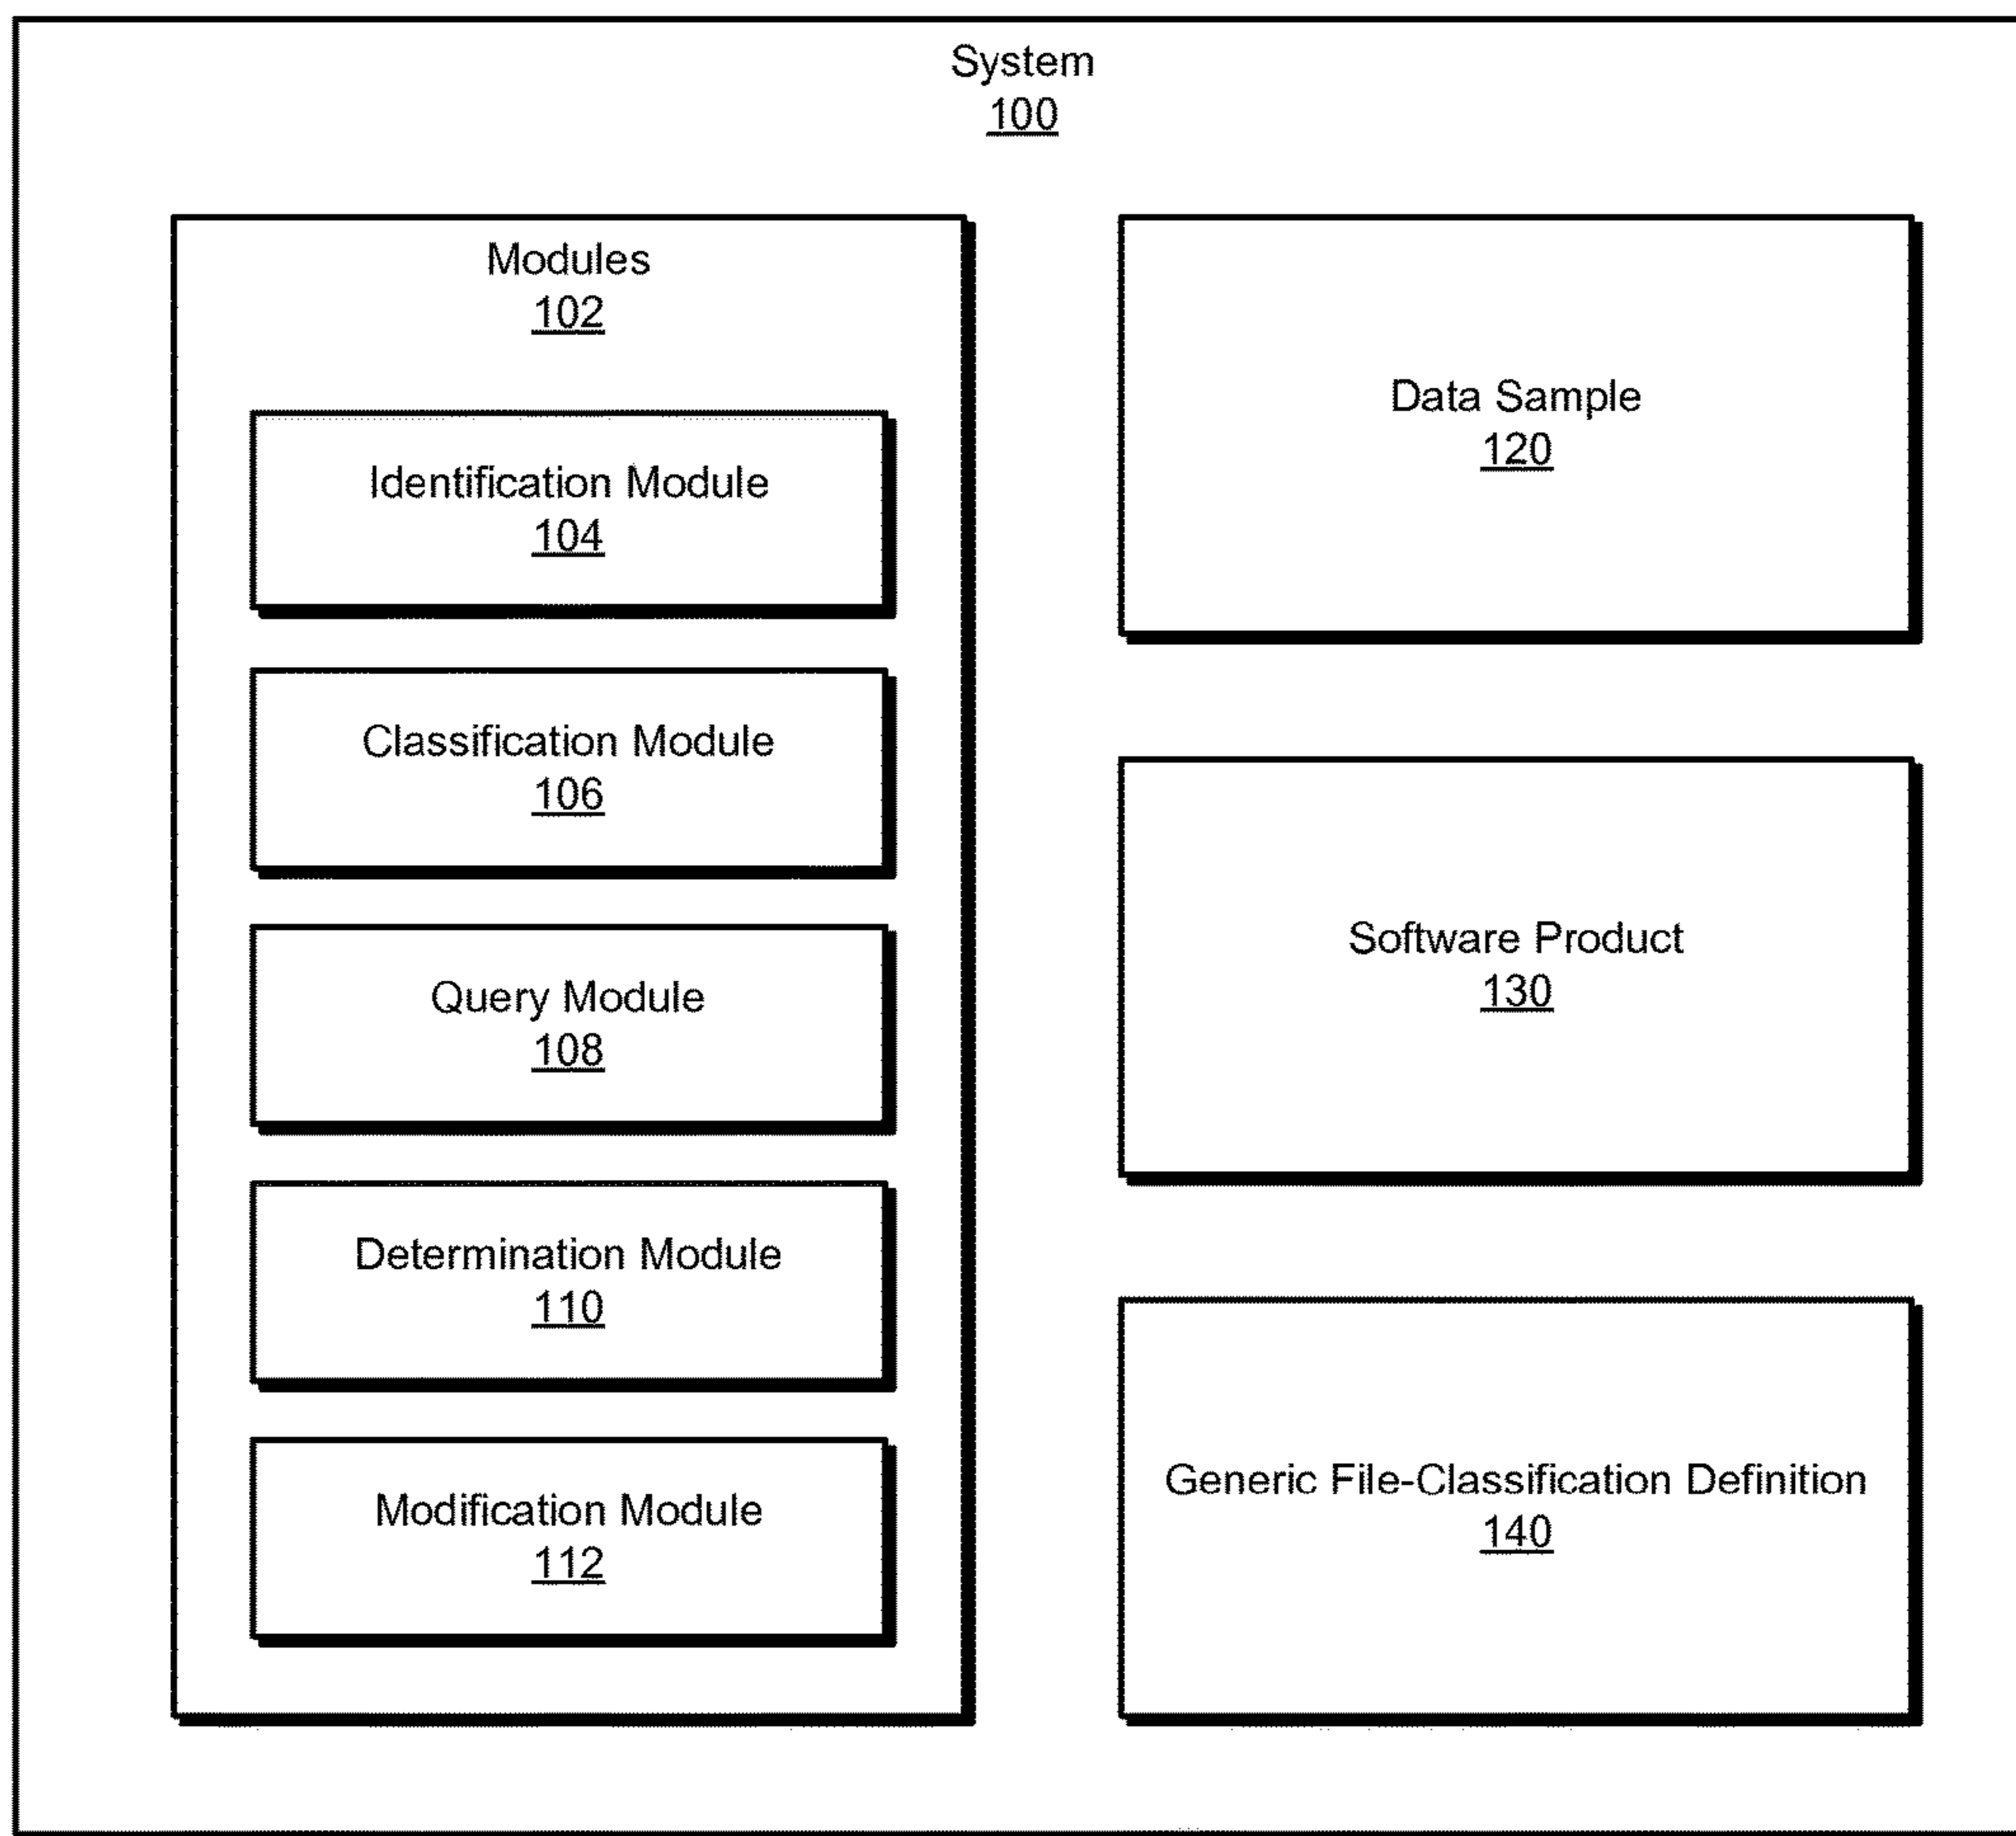 System
100
Modules
102
Identification Module
104
Classification Module
106
Query Module
108
Determination Module
110
Modification Module
112
Data Sample
120
Software Product
130
Generic File-Classification Definition
140